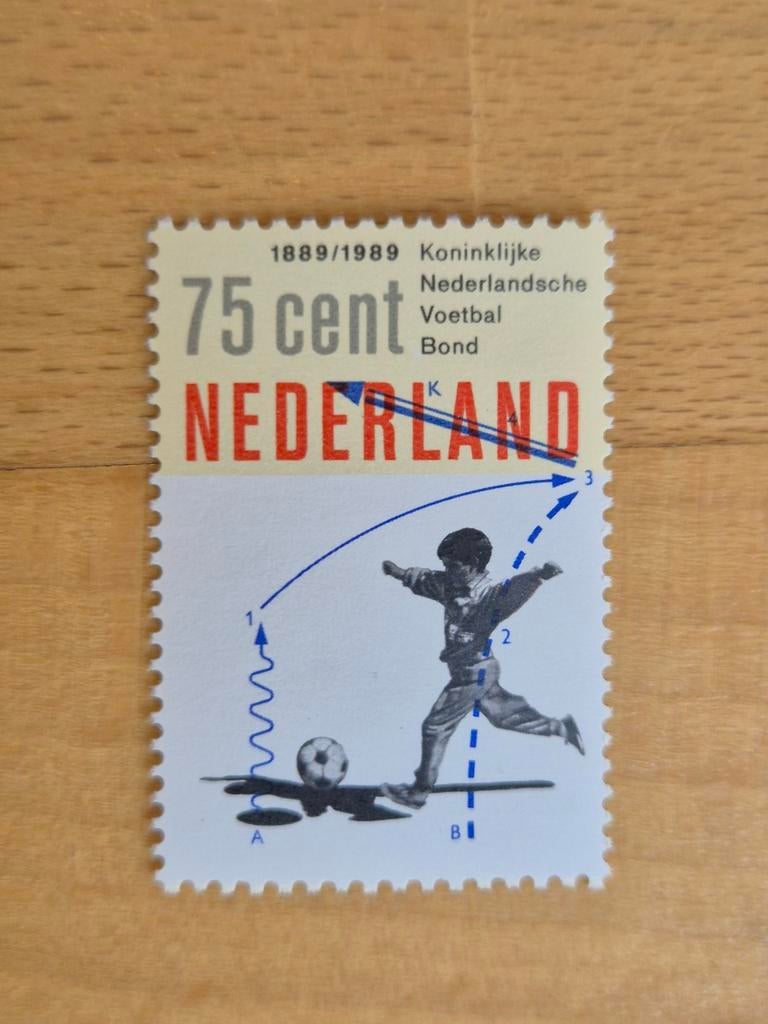 1889/1989
Koninklijke
Nederlandsche
Voetbal
Bond
75 cent
NEDERLAND
K
4
3
1
2
A
B